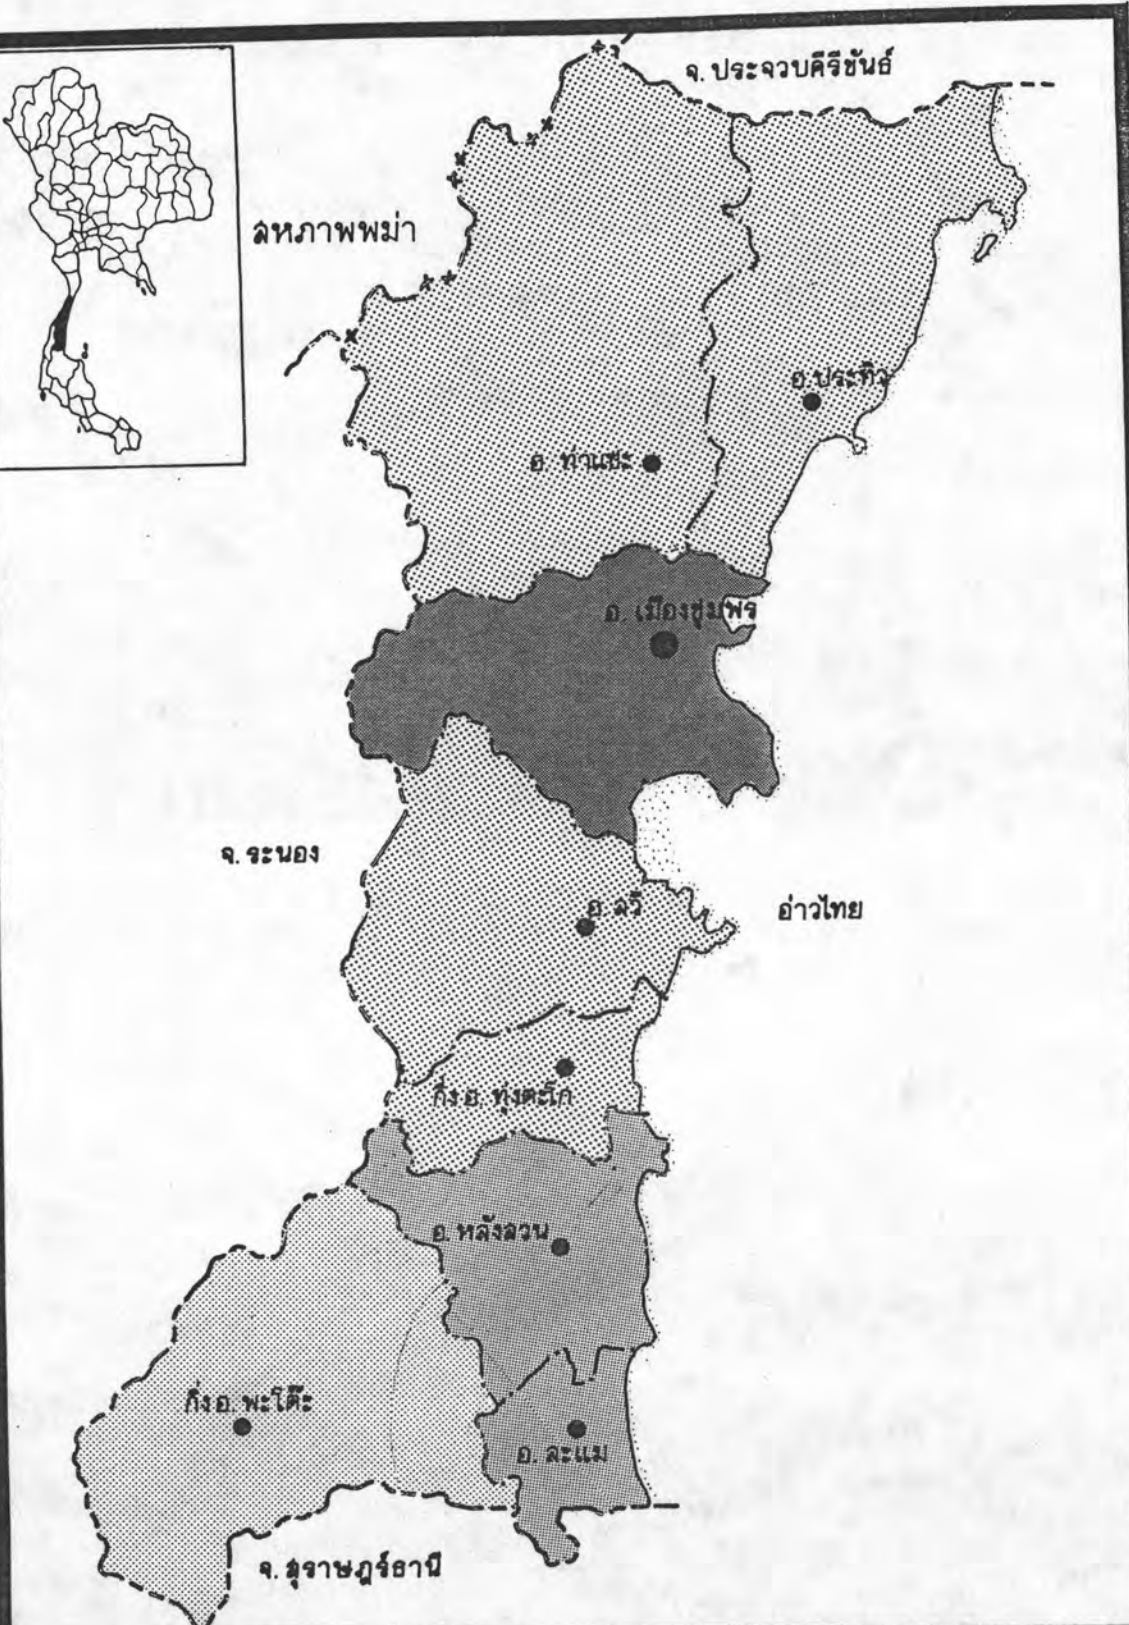 จ. ประจวบคีรีขันธ์
สหภาพพม่า
อ. ประทิว
อ. ท่าแซะ
อ. เมืองชุมพร
จ. ระนอง
อ. สวี
อ่าวไทย
กิ่งอ. ทุ่งตะโก
อ. หลังสวน
กิ่งอ. พะโต๊ะ
อ. ละแม
จ. สุราษฎร์ธานี